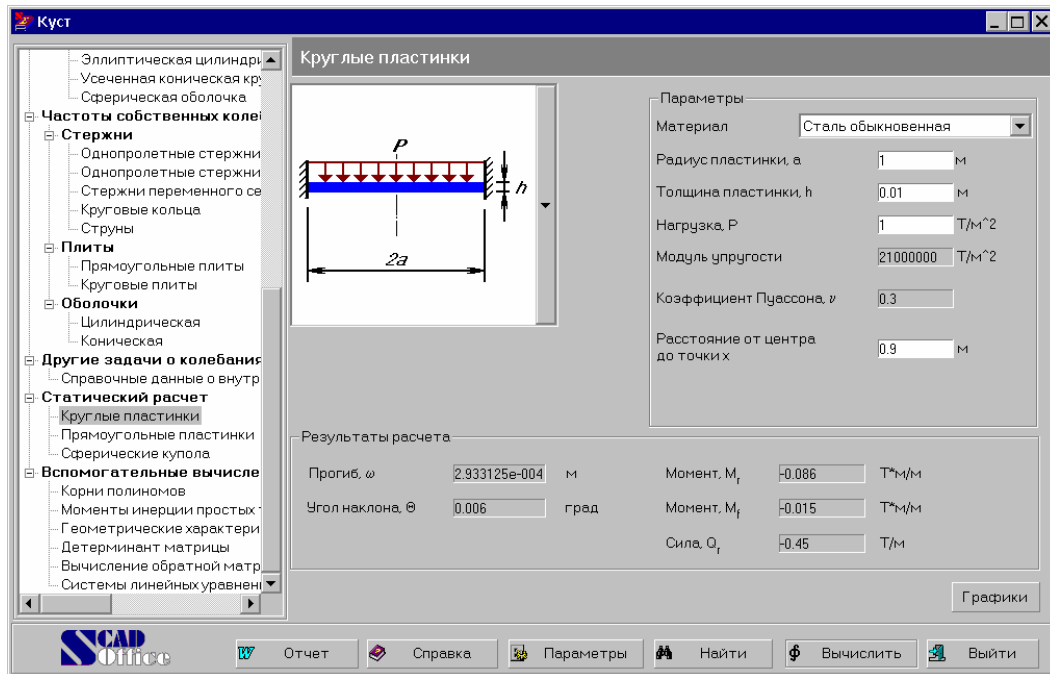 Куст
Эллиптическая цилиндри
Усеченная коническая кру
Сферическая оболочка
Частоты собственных колеб
Стержни
Однопролетные стержни
Однопролетные стержни
Стержни переменного се
Круговые кольца
Струны
Плиты
Прямоугольные плиты
Круговые плиты
Оболочки
Цилиндрическая
Коническая
Другие задачи о колебания
Справочные данные о внутр
Статический расчет
Круглые пластинки
Прямоугольные пластинки
Сферические купола
Вспомогательные вычисле
Корни полиномов
Моменты инерции простых т
Геометрические характери
Детерминант матрицы
Вычисление обратной матр
Системы линейных уравнени
Круглые пластинки
P
h
2a
Параметры
Материал Сталь обыкновенная
Радиус пластинки, a 1 м
Толщина пластинки, h 0.01 м
Нагрузка, P 1 Т/м^2
Модуль упругости 21000000 Т/м^2
Коэффициент Пуассона, ν 0.3
Расстояние от центра
до точки x 0.9 м
Результаты расчета
Прогиб, ω 2.933125e-004 м Момент, Mr -0.086 Т*м/м
Угол наклона, Θ 0.006 град Момент, Mf -0.015 Т*м/м
Сила, Qr -0.45 Т/м
Графики
SCAD Office
Отчет Справка Параметры Найти Вычислить Выйти